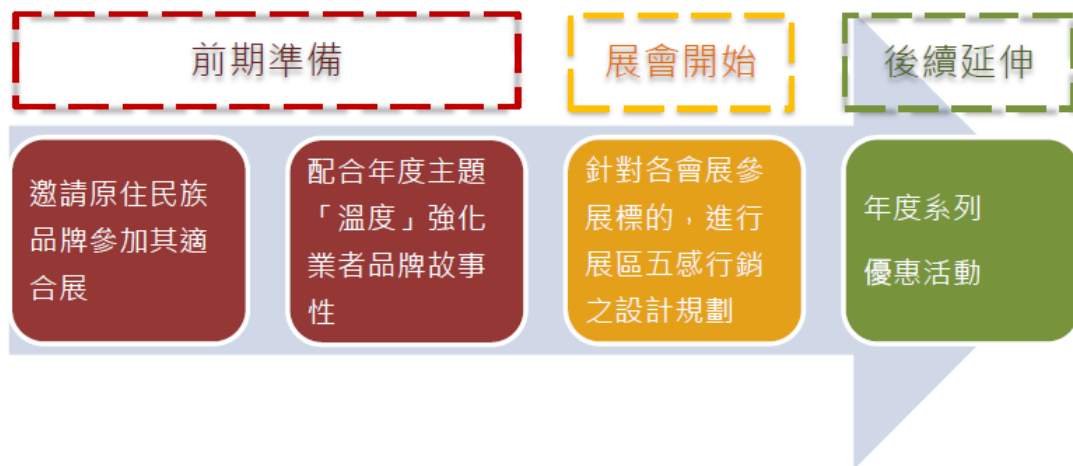 前期準備
展會開始
後續延伸
邀請原住民族
品牌參加其適
合展
配合年度主題
「溫度」強化
業者品牌故事
性
針對各會展參
展標的，進行
展區五感行銷
之設計規劃
年度系列
優惠活動